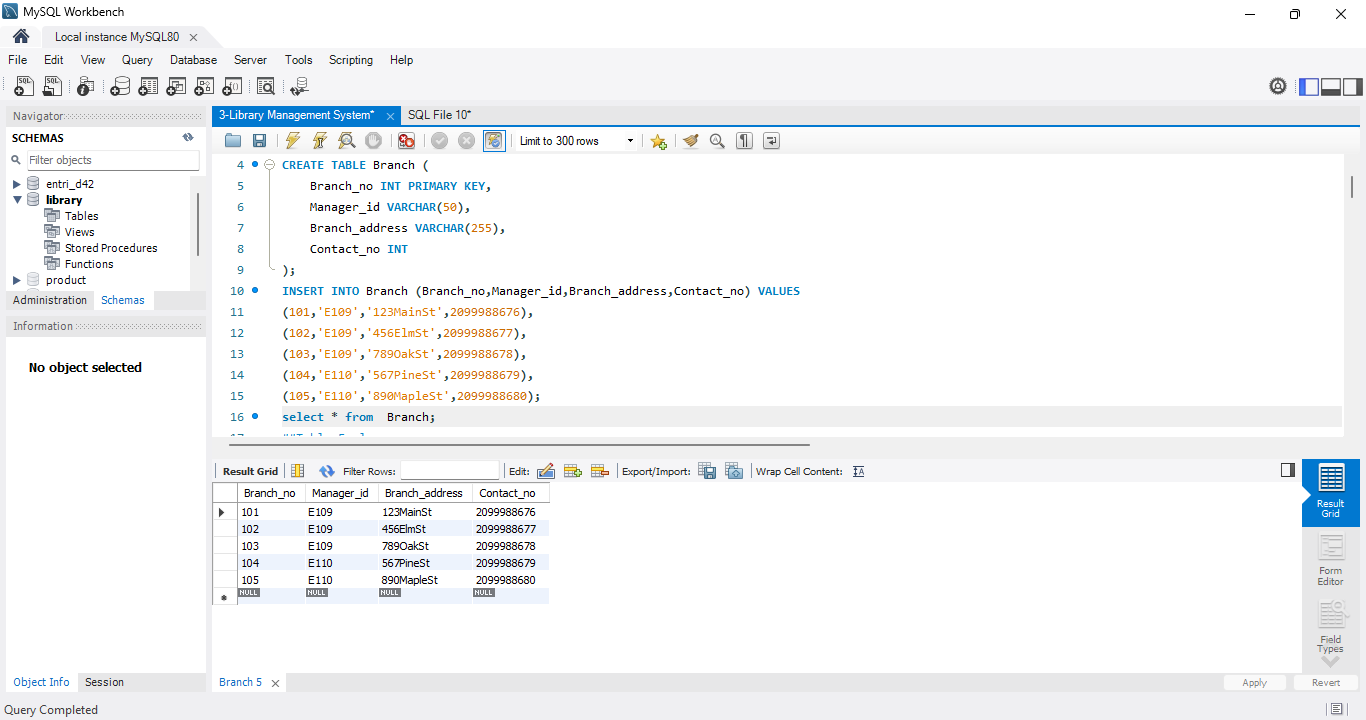 MySQL Workbench
Local instance MySQL80
File Edit View Query Database Server Tools Scripting Help
Navigator
SCHEMAS
Filter objects
entri_d42
library
Tables
Views
Stored Procedures
Functions
product
Administration Schemas
Information
No object selected
Object Info Session
3-Library Management System* SQL File 10*
Limit to 300 rows
4 CREATE TABLE Branch (
5 Branch_no INT PRIMARY KEY,
6 Manager_id VARCHAR(50),
7 Branch_address VARCHAR(255),
8 Contact_no INT
9 );
10 INSERT INTO Branch (Branch_no,Manager_id,Branch_address,Contact_no) VALUES
11 (101,'E109','123MainSt',2099988676),
12 (102,'E109','456ElmSt',2099988677),
13 (103,'E109','789OakSt',2099988678),
14 (104,'E110','567PineSt',2099988679),
15 (105,'E110','890MapleSt',2099988680);
16 select * from Branch;
Result Grid Filter Rows: Edit: Export/Import: Wrap Cell Content:
Branch_no Manager_id Branch_address Contact_no
101 E109 123MainSt 2099988676
102 E109 456ElmSt 2099988677
103 E109 789OakSt 2099988678
104 E110 567PineSt 2099988679
105 E110 890MapleSt 2099988680
NULL NULL NULL NULL
Result
Grid
Form
Editor
Field
Types
Branch 5
Apply Revert
Query Completed